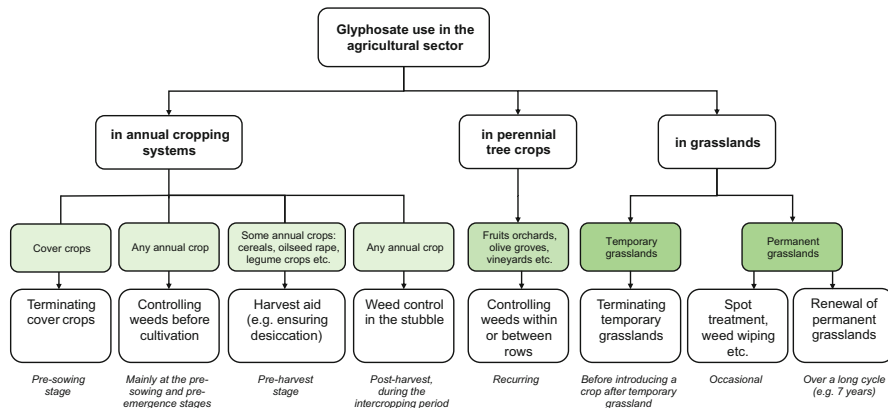 Glyphosate use in the
agricultural sector
in annual cropping
systems
in perennial
tree crops
in grasslands
Cover crops
Any annual crop
Some annual crops:
cereals, oilseed rape,
legume crops etc.
Any annual crop
Fruits orchards,
olive groves,
vineyards etc.
Temporary
grasslands
Permanent
grasslands
Terminating
cover crops
Controlling
weeds before
cultivation
Harvest aid
(e.g. ensuring
desiccation)
Weed control
in the stubble
Controlling
weeds within
or between
rows
Terminating
temporary
grasslands
Spot
treatment,
weed wiping
etc.
Renewal of
permanent
grasslands
Pre-sowing
stage
Mainly at the pre-
sowing and pre-
emergence stages
Pre-harvest
stage
Post-harvest,
during the
intercropping period
Recurring
Before introducing a
crop after temporary
grassland
Occasional
Over a long cycle
(e.g. 7 years)